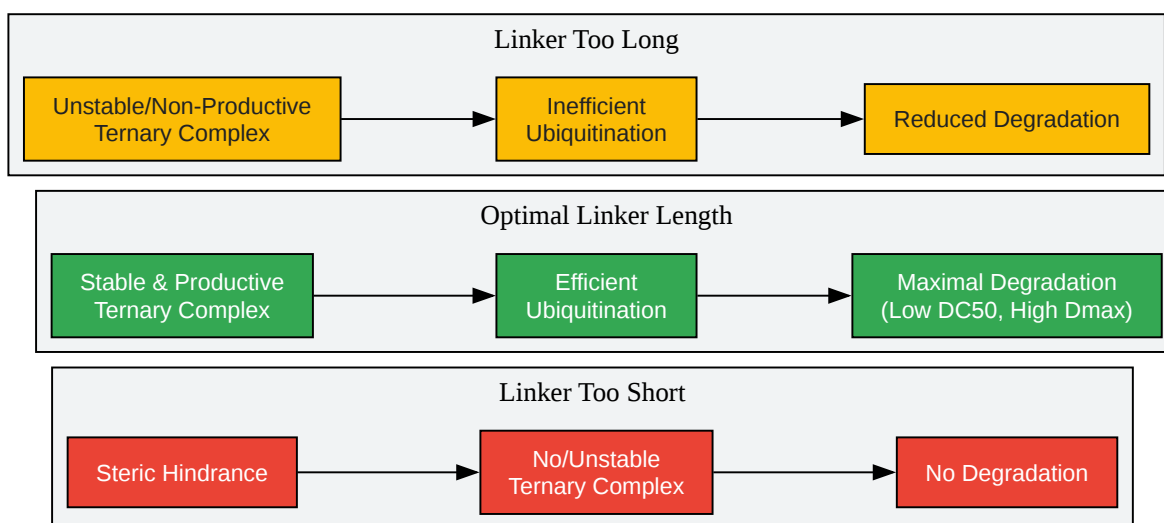 Linker Too Long
Unstable/Non-Productive
Ternary Complex
Inefficient
Ubiquitination
Reduced Degradation
Optimal Linker Length
Stable & Productive
Ternary Complex
Efficient
Ubiquitination
Maximal Degradation
(Low DC50, High Dmax)
Linker Too Short
Steric Hindrance
No/Unstable
Ternary Complex
No Degradation